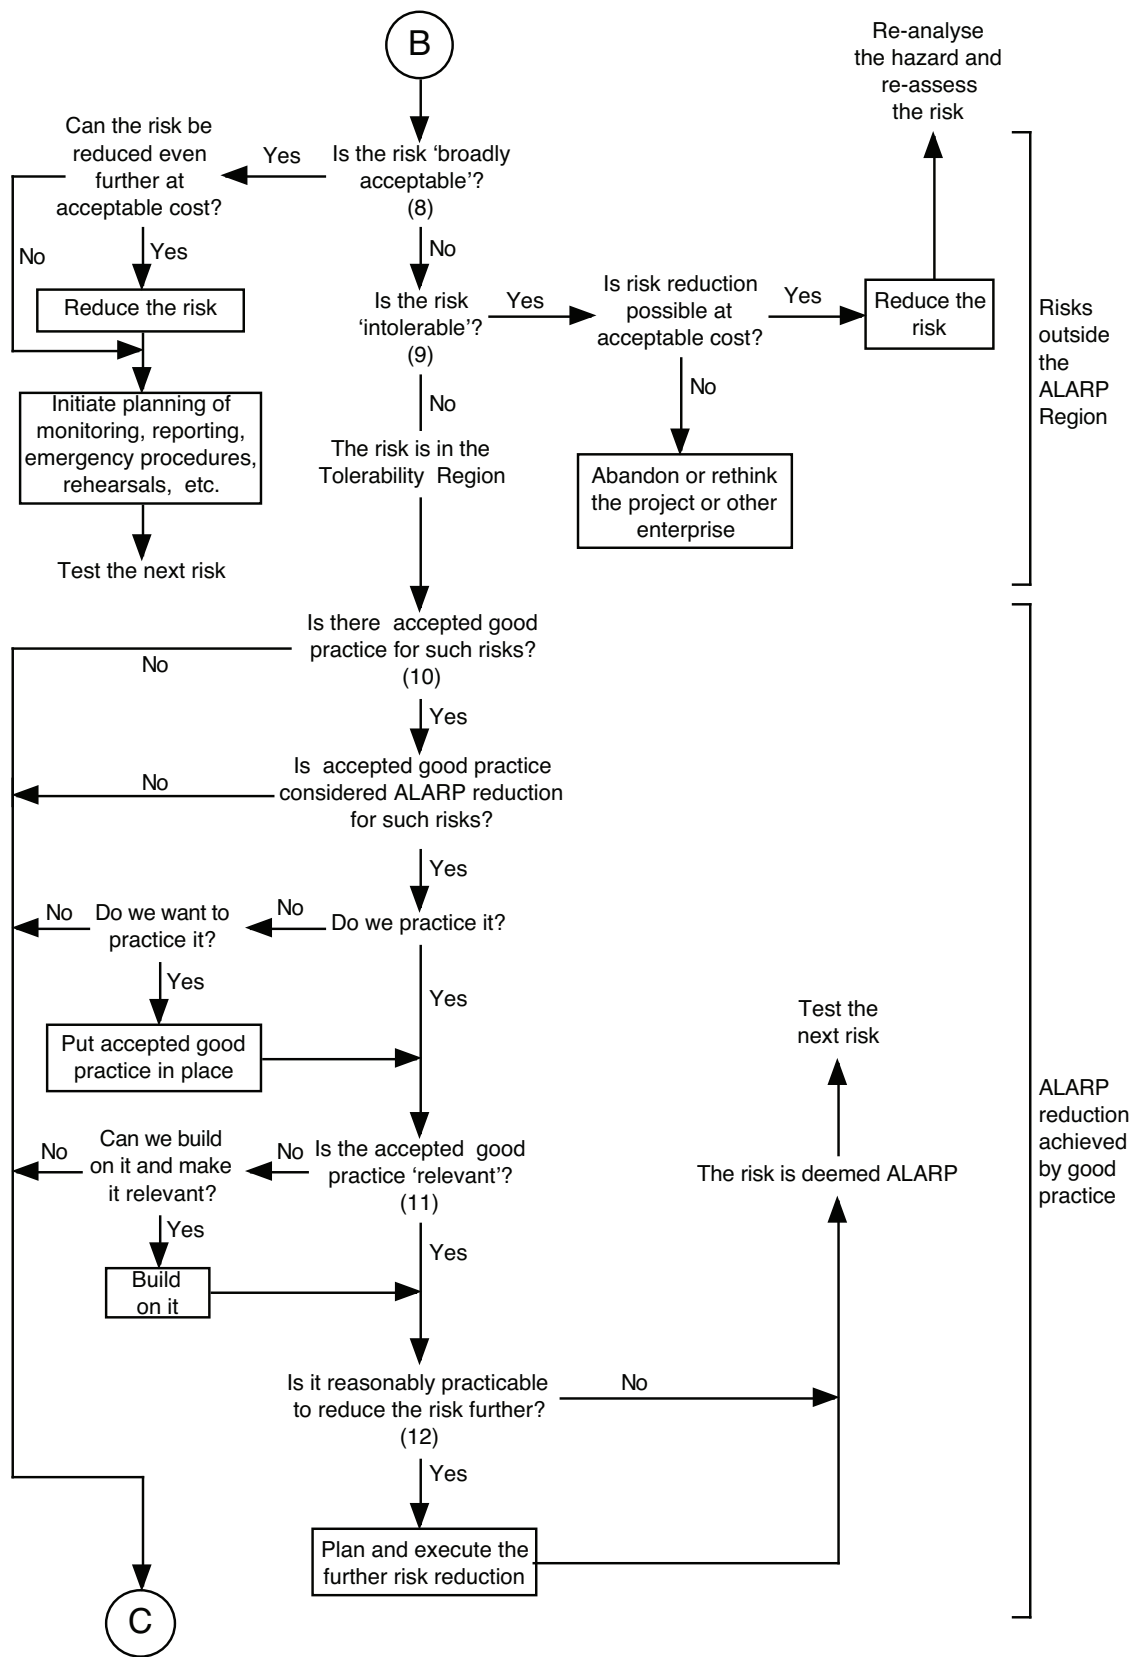 B
Re-analyse
the hazard and
re-assess
the risk
Can the risk be
reduced even
further at
acceptable cost?
Yes
Is the risk ‘broadly
acceptable’?
(8)
No
Yes
No
Reduce the risk
Is the risk
‘intolerable’?
(9)
Yes
Is risk reduction
possible at
acceptable cost?
Yes
Reduce the
risk
Risks
outside
the
ALARP
Region
No
No
Initiate planning of
monitoring, reporting,
emergency procedures,
rehearsals, etc.
The risk is in the
Tolerability Region
Abandon or rethink
the project or other
enterprise
Test the next risk
Is there accepted good
practice for such risks?
(10)
No
Yes
Is accepted good practice
considered ALARP reduction
for such risks?
No
Yes
Do we practice it?
No
Do we want to
practice it?
No
Yes
Yes
Put accepted good
practice in place
Test the
next risk
Is the accepted good
practice ‘relevant’?
(11)
No
Can we build
on it and make
it relevant?
No
The risk is deemed ALARP
ALARP
reduction
achieved
by good
practice
Yes
Yes
Build
on it
Is it reasonably practicable
to reduce the risk further?
(12)
No
Yes
Plan and execute the
further risk reduction
C